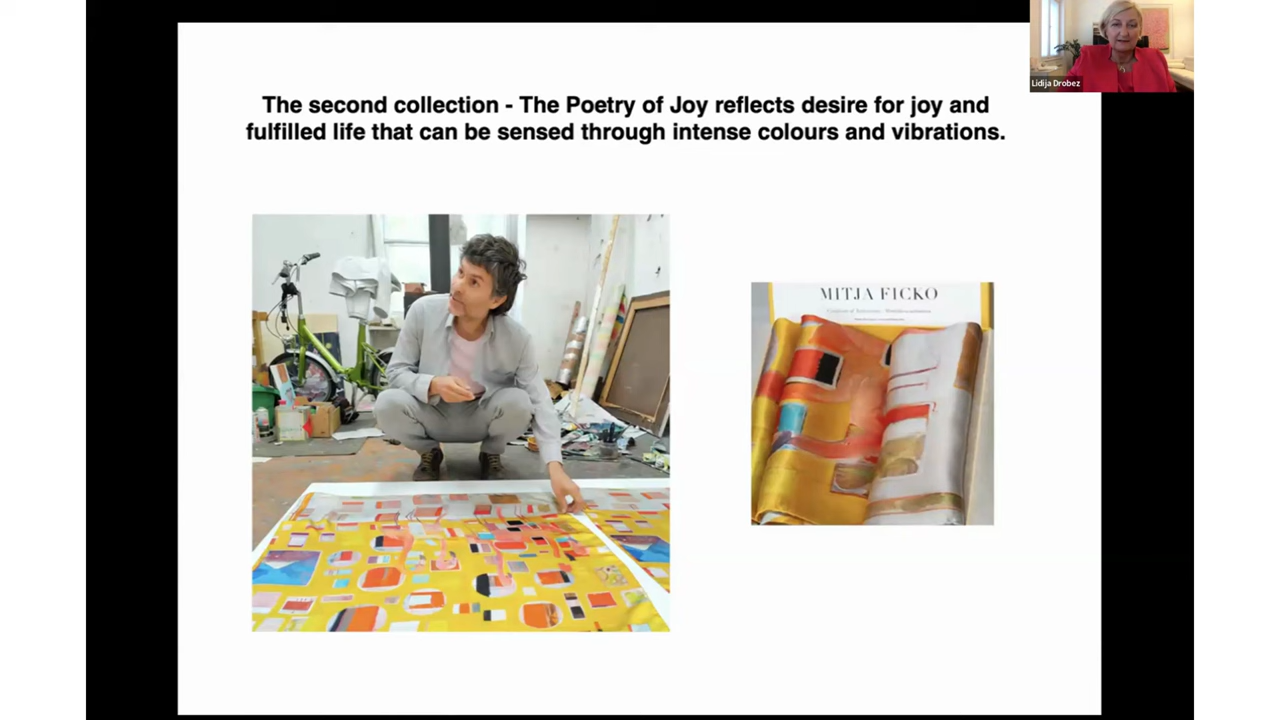 Lidija Drobez
The second collection - The Poetry of Joy reflects desire for joy and
fulfilled life that can be sensed through intense colours and vibrations.
MITJA FICKO